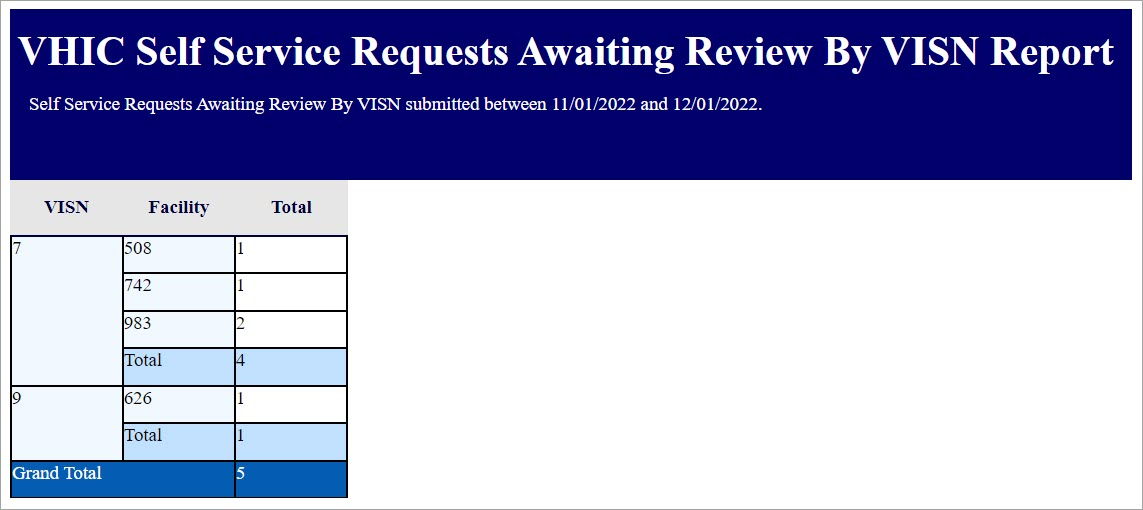 VHIC Self Service Requests Awaiting Review By VISN Report
Self Service Requests Awaiting Review By VISN submitted between 11/01/2022 and 12/01/2022.
VISN Facility Total
7 508 1
742 1
983 2
Total 4
9 626 1
Total 1
Grand Total 5